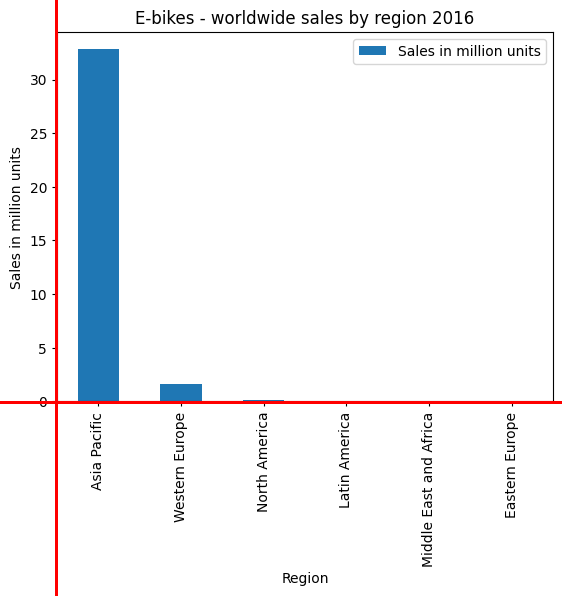 E-bikes - worldwide sales by region 2016
Sales in million units
Sales in million units
30
25
20
15
10
5
0
Asia Pacific
Western Europe
North America
Latin America
Middle East and Africa
Eastern Europe
Region